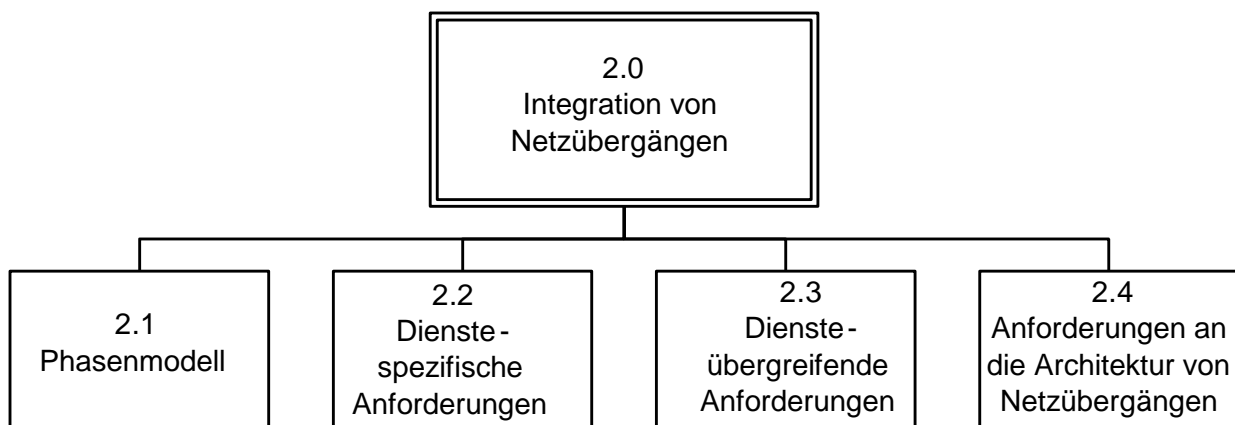 2.0
Integration von
Netzübergängen
2.1
Phasenmodell
2.2
Dienste-
spezifische
Anforderungen
2.3
Dienste-
übergreifende
Anforderungen
2.4
Anforderungen an
die Architektur von
Netzübergängen